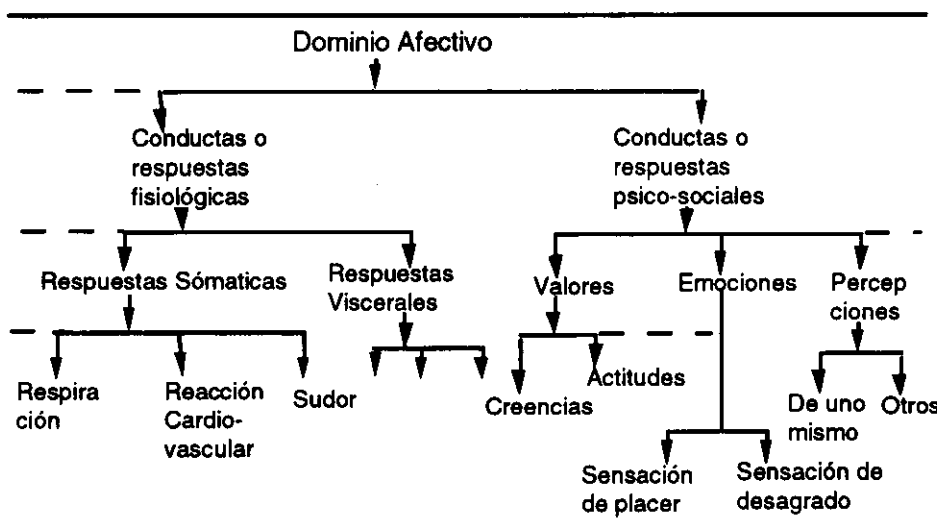 Dominio Afectivo
Conductas o
respuestas
fisiológicas
Conductas o
respuestas
psico-sociales
Respuestas Sómaticas
Respuestas
Viscerales
Valores
Emociones
Percep
ciones
Respira
ción
Reacción
Cardio-
vascular
Sudor
Creencias
Actitudes
De uno
mismo
Otros
Sensación
de placer
Sensación de
desagrado